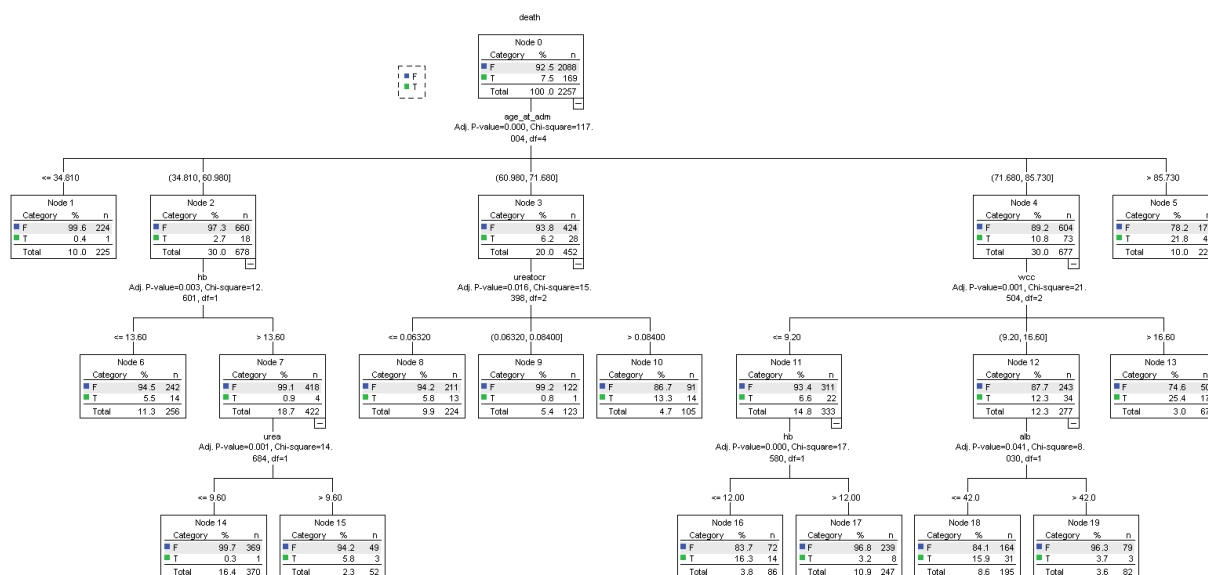 death
Node 0
Category % n
F 92.5 2088
T 7.5 169
Total 100.0 2257
F
T
age_at_adm
Adj. P-value=0.000, Chi-square=117.
004, df=4
<= 34.810
(34.810, 60.980]
(60.980, 71.680]
(71.680, 85.730]
> 85.730
Node 1
Category % n
F 99.6 224
T 0.4 1
Total 10.0 225
Node 2
Category % n
F 97.3 660
T 2.7 18
Total 30.0 678
Node 3
Category % n
F 93.8 424
T 6.2 28
Total 20.0 452
Node 4
Category % n
F 89.2 604
T 10.8 73
Total 30.0 677
Node 5
Category % n
F 78.2
T 21.8
Total 10.0
hb
Adj. P-value=0.003, Chi-square=12.
601, df=1
ureatocr
Adj. P-value=0.016, Chi-square=15.
398, df=2
wcc
Adj. P-value=0.001, Chi-square=21.
504, df=2
<= 13.60
> 13.60
<= 0.06320
(0.06320, 0.08400]
> 0.08400
<= 9.20
(9.20, 16.60]
> 16.60
Node 6
Category % n
F 94.5 242
T 5.5 14
Total 11.3 256
Node 7
Category % n
F 99.1 418
T 0.9 4
Total 18.7 422
Node 8
Category % n
F 94.2 211
T 5.8 13
Total 9.9 224
Node 9
Category % n
F 99.2 122
T 0.8 1
Total 5.4 123
Node 10
Category % n
F 86.7 91
T 13.3 14
Total 4.7 105
Node 11
Category % n
F 93.4 311
T 6.6 22
Total 14.8 333
Node 12
Category % n
F 87.7 243
T 12.3 34
Total 12.3 277
Node 13
Category % n
F 74.6 50
T 25.4 17
Total 3.0 67
urea
Adj. P-value=0.001, Chi-square=14.
684, df=1
hb
Adj. P-value=0.000, Chi-square=17.
580, df=1
alb
Adj. P-value=0.041, Chi-square=8.
030, df=1
<= 9.60
> 9.60
<= 12.00
> 12.00
<= 42.0
> 42.0
Node 14
Category % n
F 99.7 369
T 0.3 1
Total 16.4 370
Node 15
Category % n
F 94.2 49
T 5.8 3
Total 2.3 52
Node 16
Category % n
F 83.7 72
T 16.3 14
Total 3.8 86
Node 17
Category % n
F 96.8 239
T 3.2 8
Total 10.9 247
Node 18
Category % n
F 84.1 164
T 15.9 31
Total 8.6 195
Node 19
Category % n
F 96.3 79
T 3.7 3
Total 3.6 82